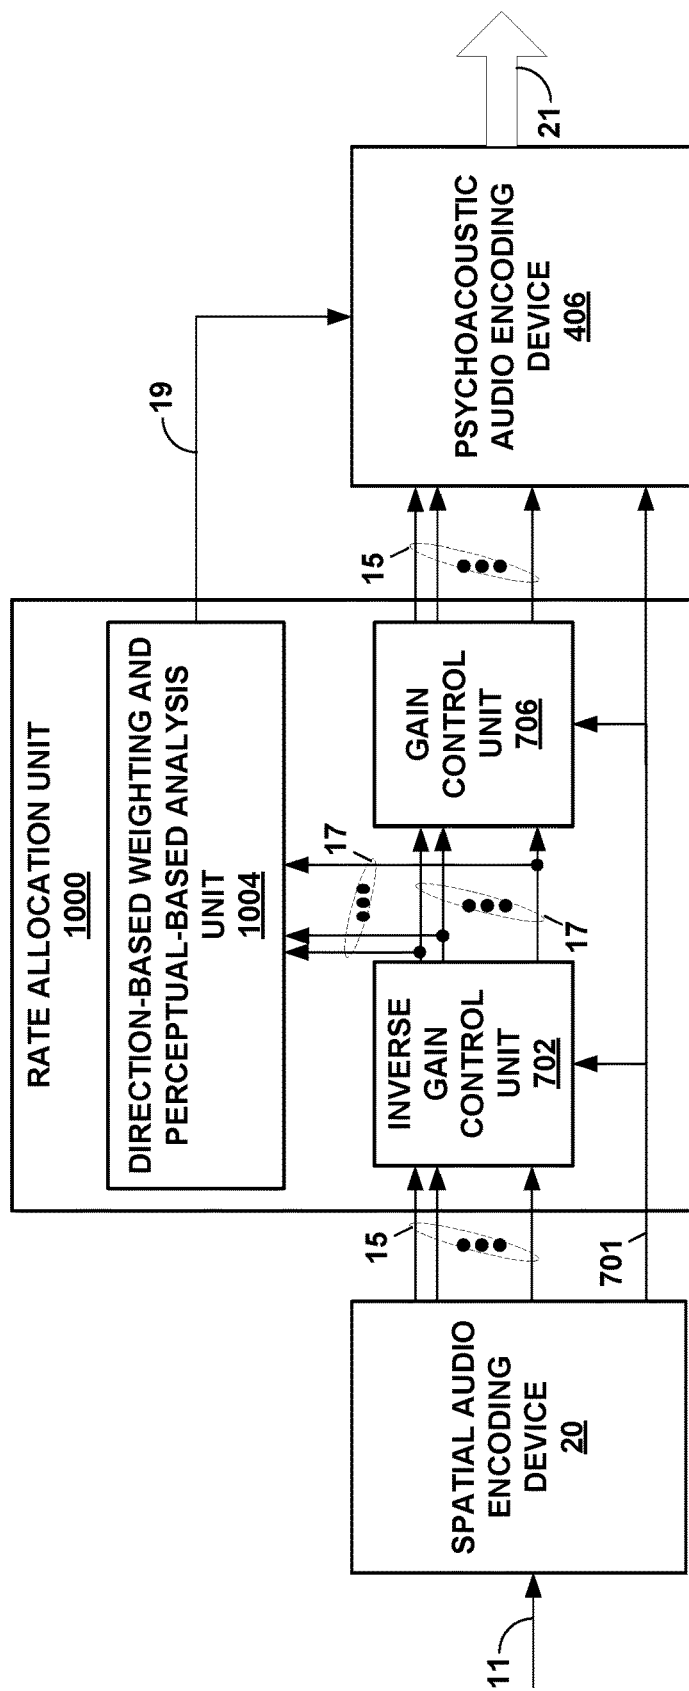 RATE ALLOCATION UNIT
1000
DIRECTION-BASED WEIGHTING AND
PERCEPTUAL-BASED ANALYSIS
UNIT
1004
19
11
SPATIAL AUDIO
ENCODING
DEVICE
20
15
701
INVERSE
GAIN
CONTROL
UNIT
702
17
17
GAIN
CONTROL
UNIT
706
15
PSYCHOACOUSTIC
AUDIO ENCODING
DEVICE
406
21